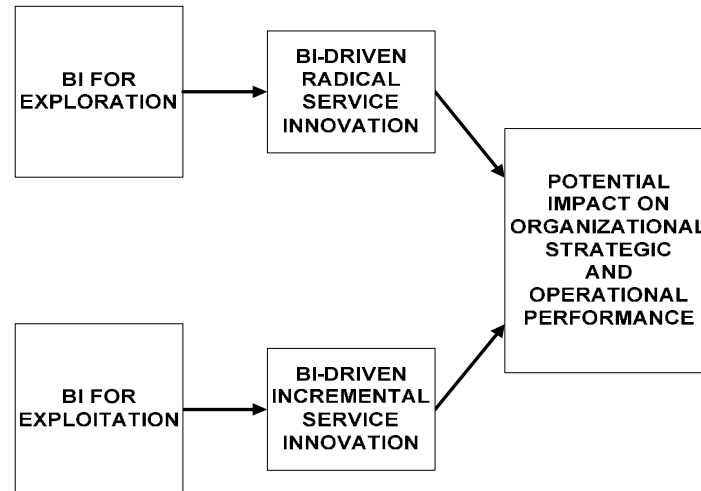 BI FOR
EXPLORATION
BI-DRIVEN
RADICAL
SERVICE
INNOVATION
POTENTIAL
IMPACT ON
ORGANIZATIONAL
STRATEGIC
AND
OPERATIONAL
PERFORMANCE
BI FOR
EXPLOITATION
BI-DRIVEN
INCREMENTAL
SERVICE
INNOVATION